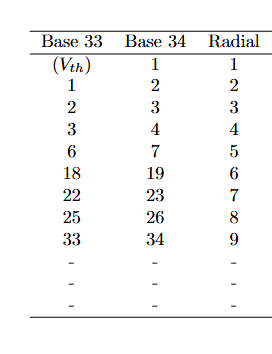 Base 33 Base 34 Radial
(V_th) 1 1
1 2 2
2 3 3
3 4 4
6 7 5
18 19 6
22 23 7
25 26 8
33 34 9
- - -
- - -
- - -